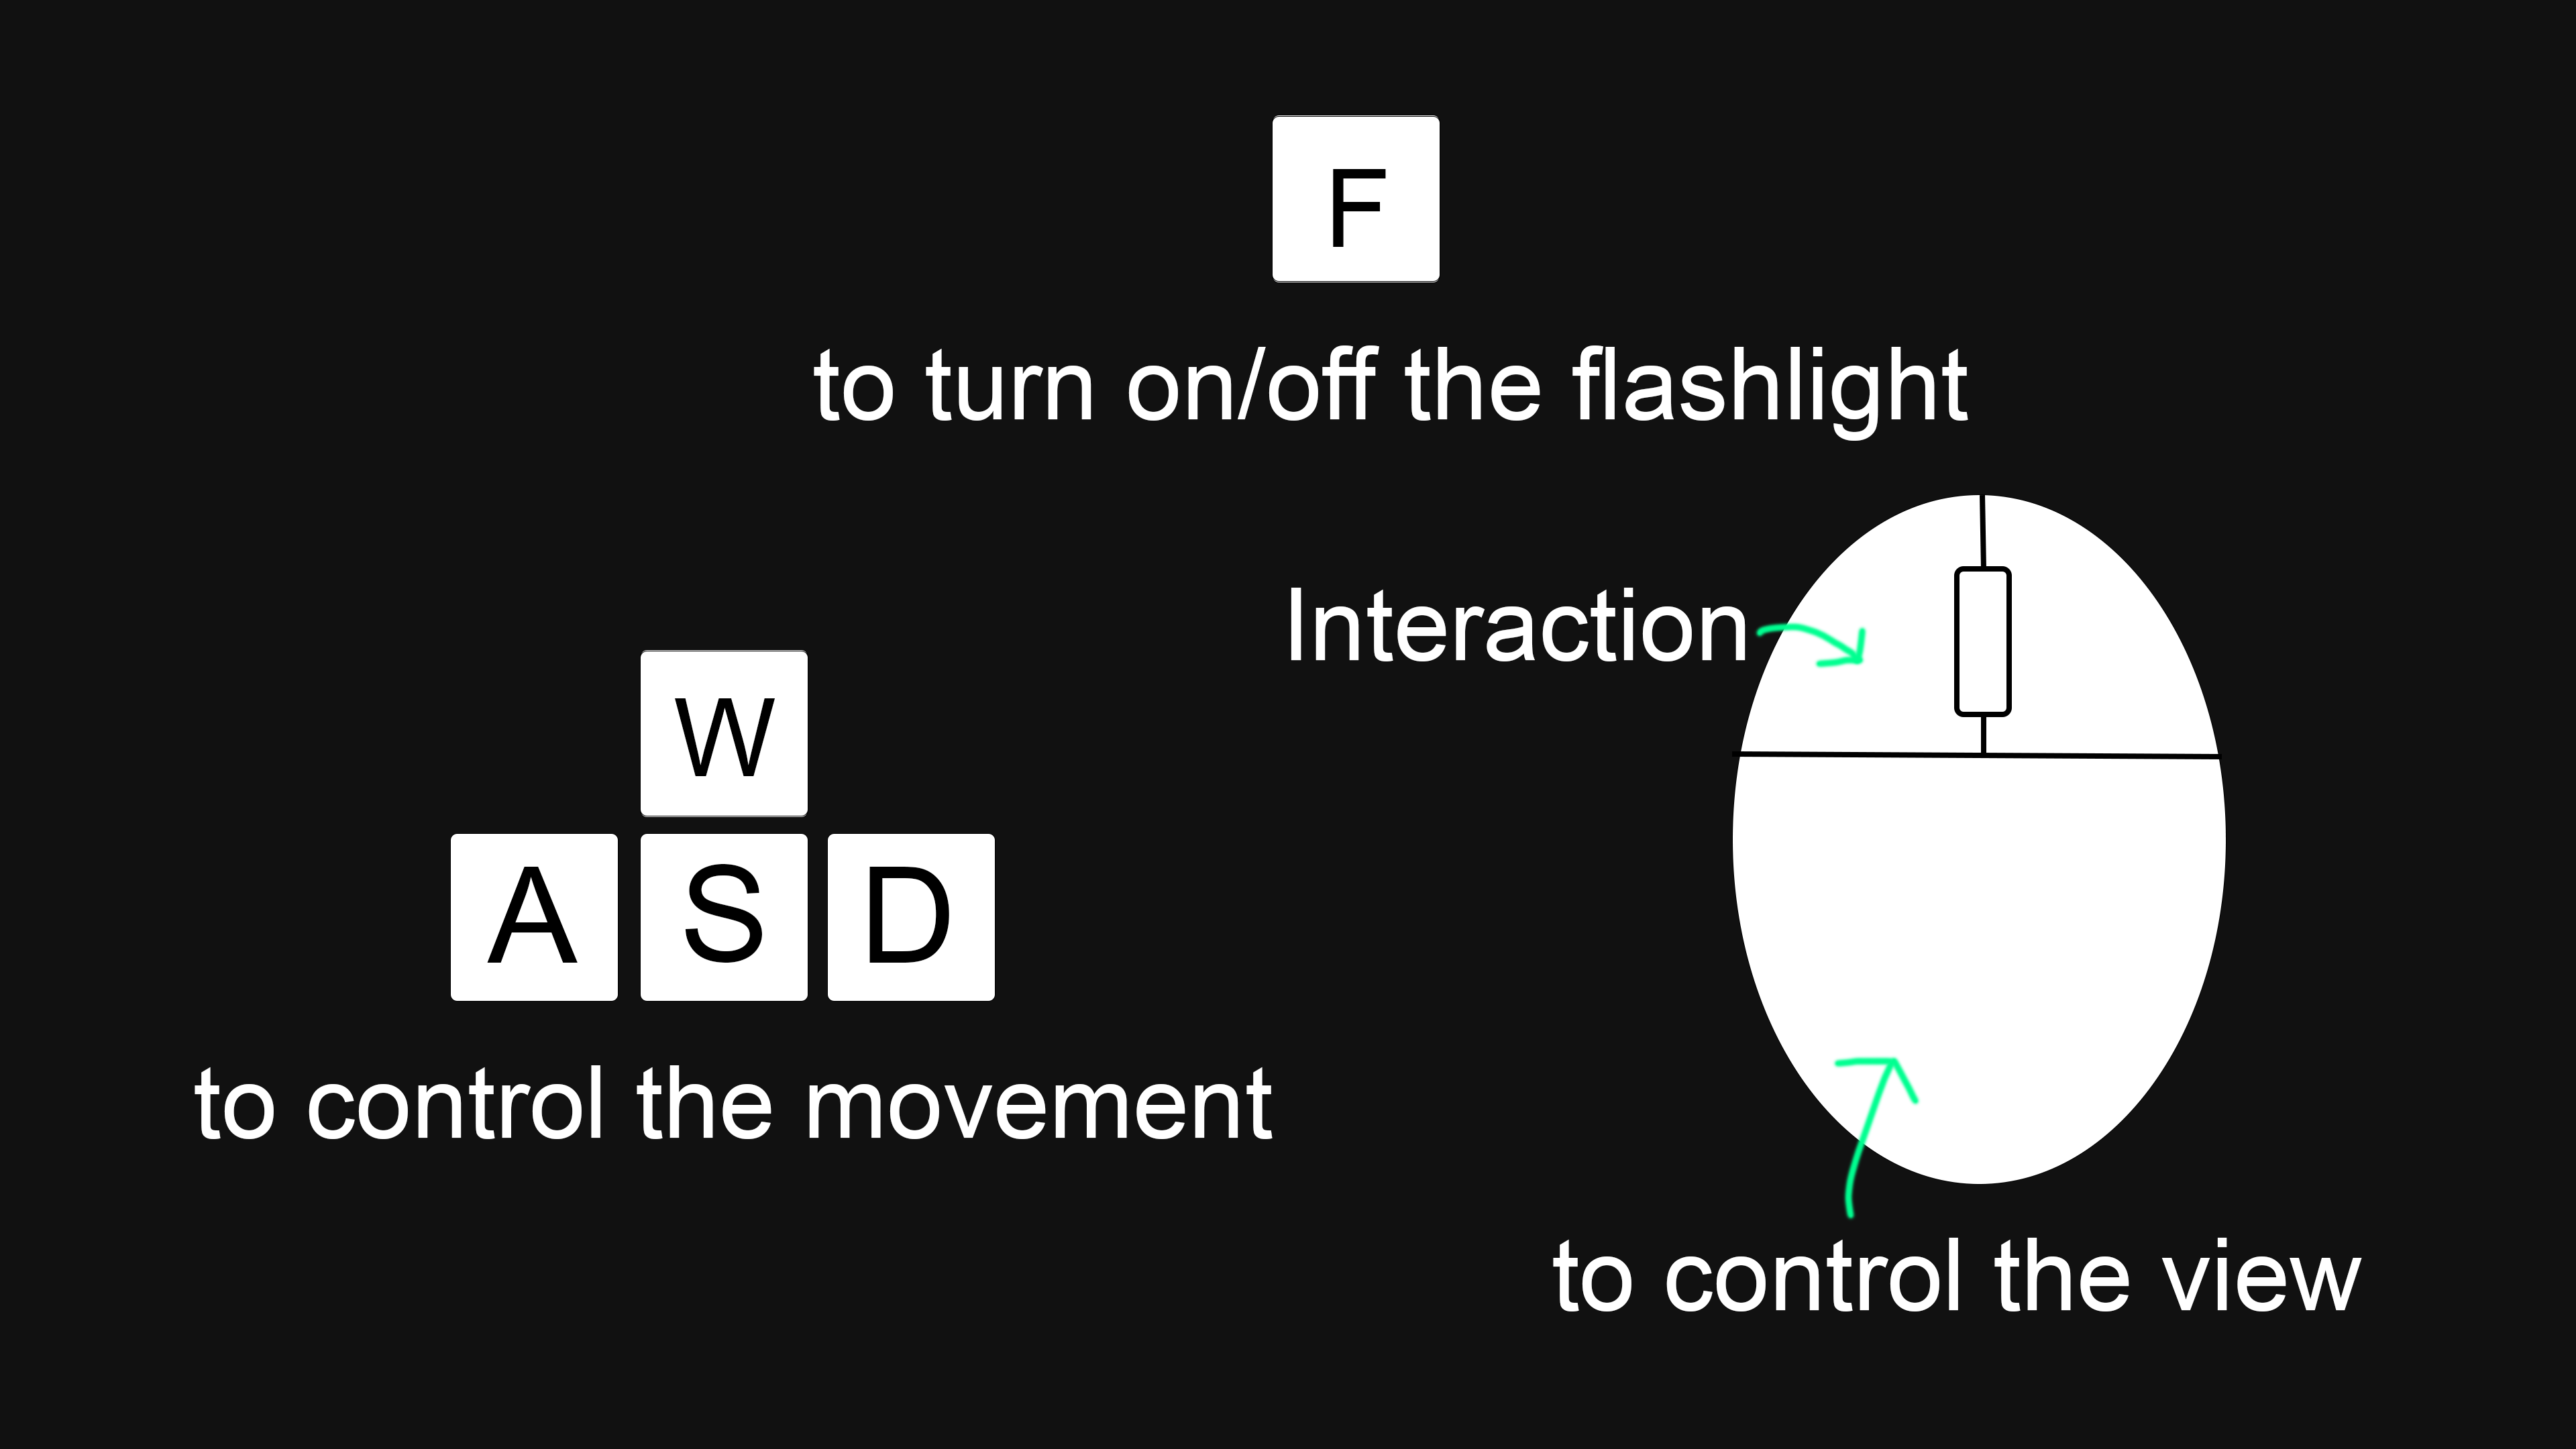 F
to turn on/off the flashlight
Interaction
W
A S D
to control the movement
to control the view